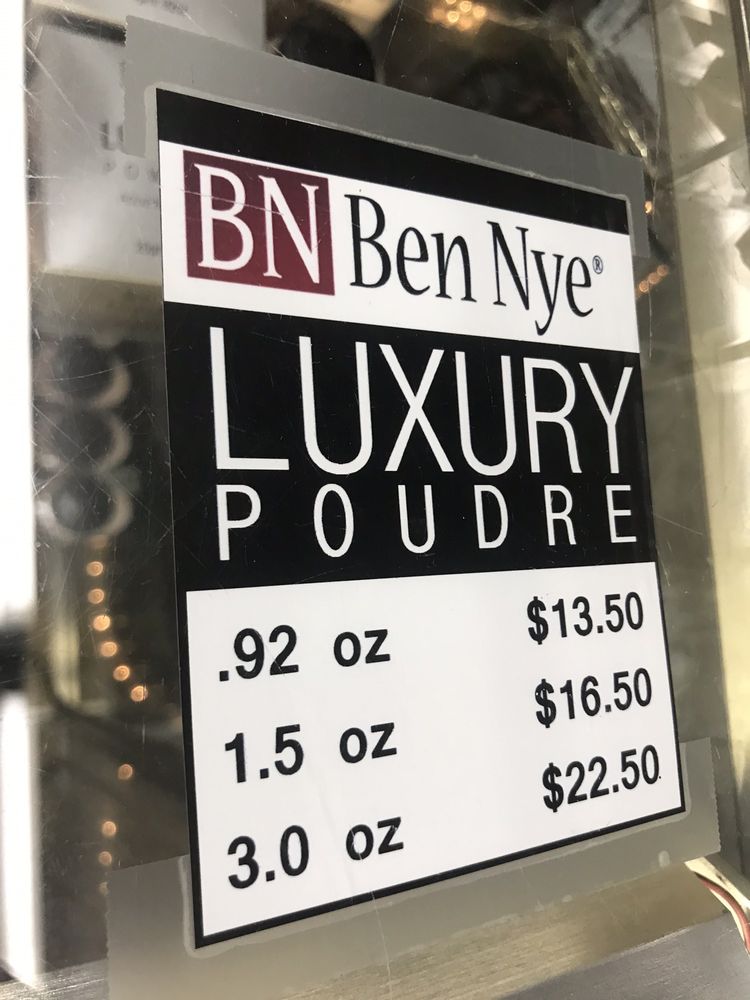 BN Ben Nye®
LUXURY
POUDRE
.92 oz $13.50
1.5 oz $16.50
3.0 oz $22.50